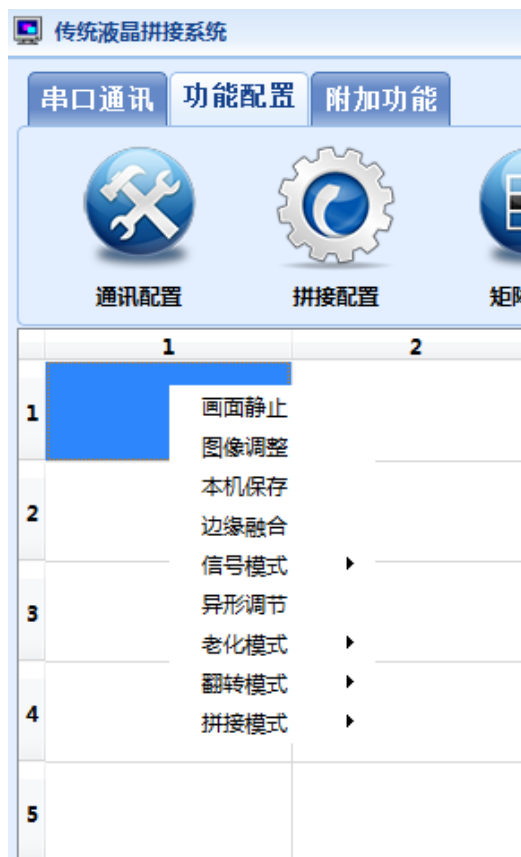 传统液晶拼接系统
串口通讯 功能配置 附加功能
通讯配置 拼接配置
1 2
1
画面静止
图像调整
本机保存
2
边缘融合
信号模式
异形调节
3
老化模式
翻转模式
4
拼接模式
5